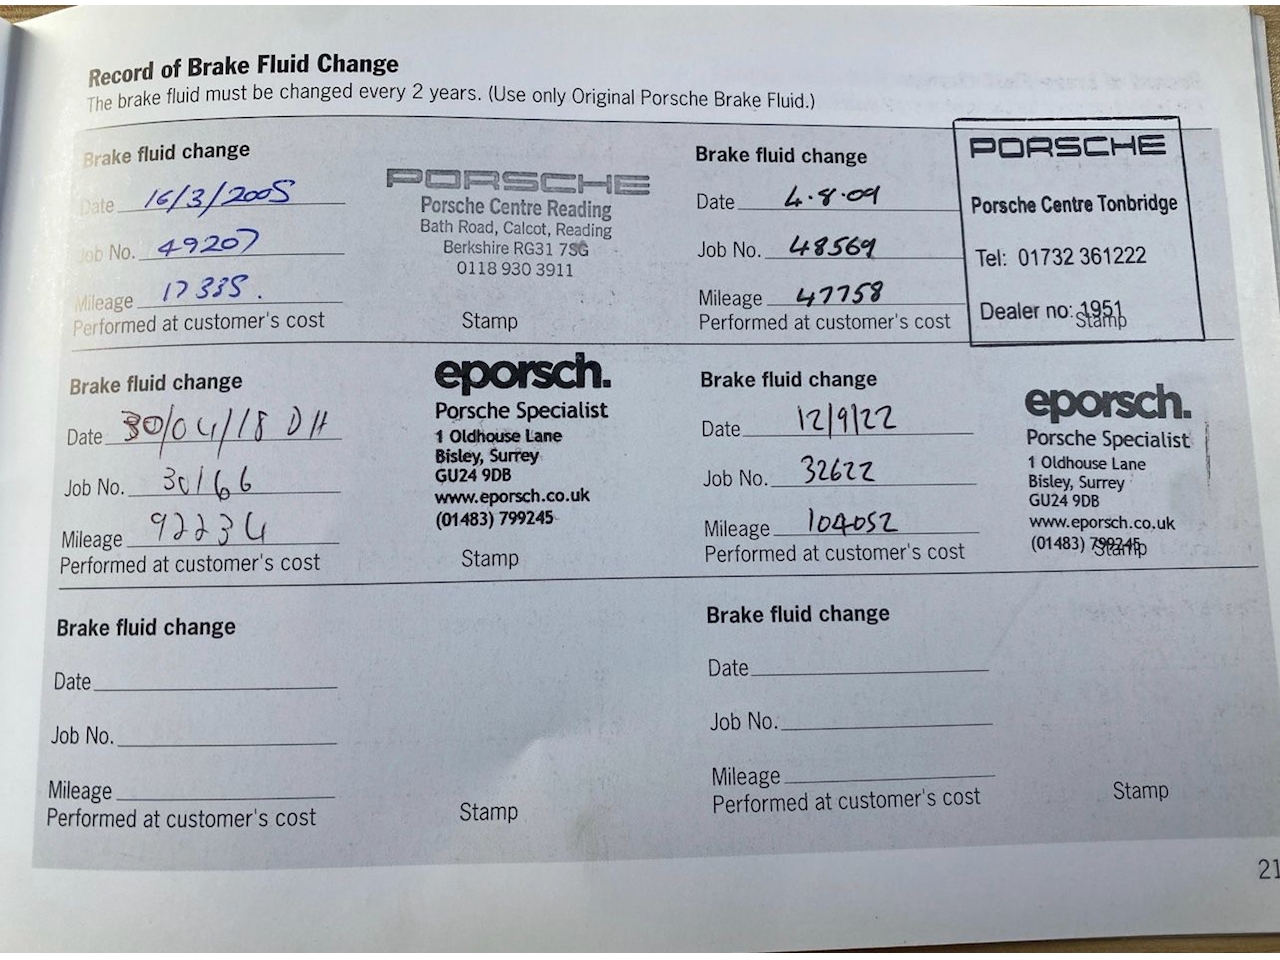 Record of Brake Fluid Change
The brake fluid must be changed every 2 years. (Use only Original Porsche Brake Fluid.)
Brake fluid change
Date 16/3/2005
Job No. 49207
Mileage 17335.
Performed at customer's cost
PORSCHE
Porsche Centre Reading
Bath Road, Calcot, Reading
Berkshire RG31 7SG
0118 930 3911
Stamp
Brake fluid change
Date 4.8.09
Job No. 48569
Mileage 47758
Performed at customer's cost
PORSCHE
Porsche Centre Tonbridge
Tel: 01732 361222
Dealer no: 1951
Stamp
Brake fluid change
Date 30/04/18 DH
Job No. 30166
Mileage 92234
Performed at customer's cost
eporsch.
Porsche Specialist
1 Oldhouse Lane
Bisley, Surrey
GU24 9DB
www.eporsch.co.uk
(01483) 799245
Stamp
Brake fluid change
Date 12/9/22
Job No. 32622
Mileage 104052
Performed at customer's cost
eporsch.
Porsche Specialist
1 Oldhouse Lane
Bisley, Surrey
GU24 9DB
www.eporsch.co.uk
(01483) 799245
Stamp
Brake fluid change
Date
Job No.
Mileage
Performed at customer's cost
Stamp
Brake fluid change
Date
Job No.
Mileage
Performed at customer's cost
Stamp
21